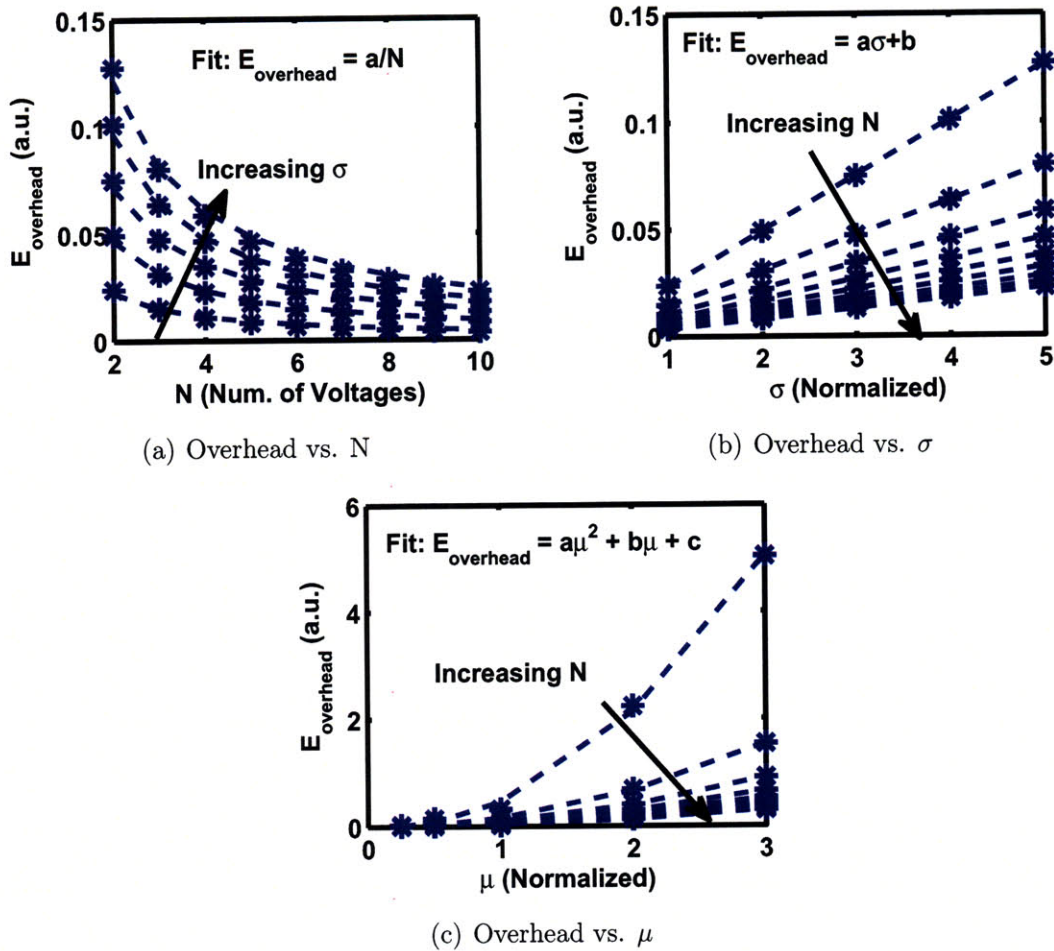 0.15
Fit: E_overhead = a/N
0.1
Increasing σ
0.05
0
E_overhead (a.u.)
2 4 6 8 10
N (Num. of Voltages)
(a) Overhead vs. N
0.15
Fit: E_overhead = aσ+b
0.1
Increasing N
0.05
0
E_overhead (a.u.)
1 2 3 4 5
σ (Normalized)
(b) Overhead vs. σ
6
Fit: E_overhead = aμ² + bμ + c
4
Increasing N
2
0
E_overhead (a.u.)
0 1 2 3
μ (Normalized)
(c) Overhead vs. μ